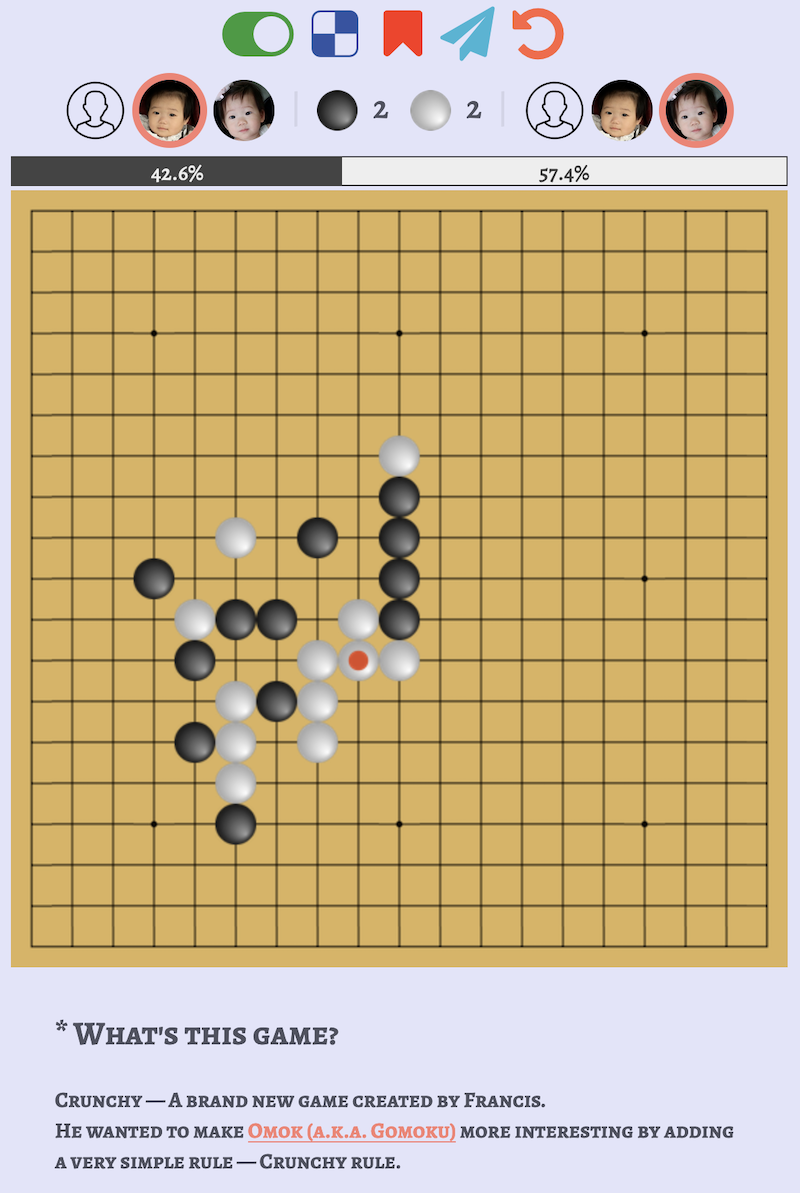 2 2
42.6% 57.4%
* What's this game?
Crunchy — A brand new game created by Francis.
He wanted to make Omok (a.k.a. Gomoku) more interesting by adding
a very simple rule — Crunchy rule.